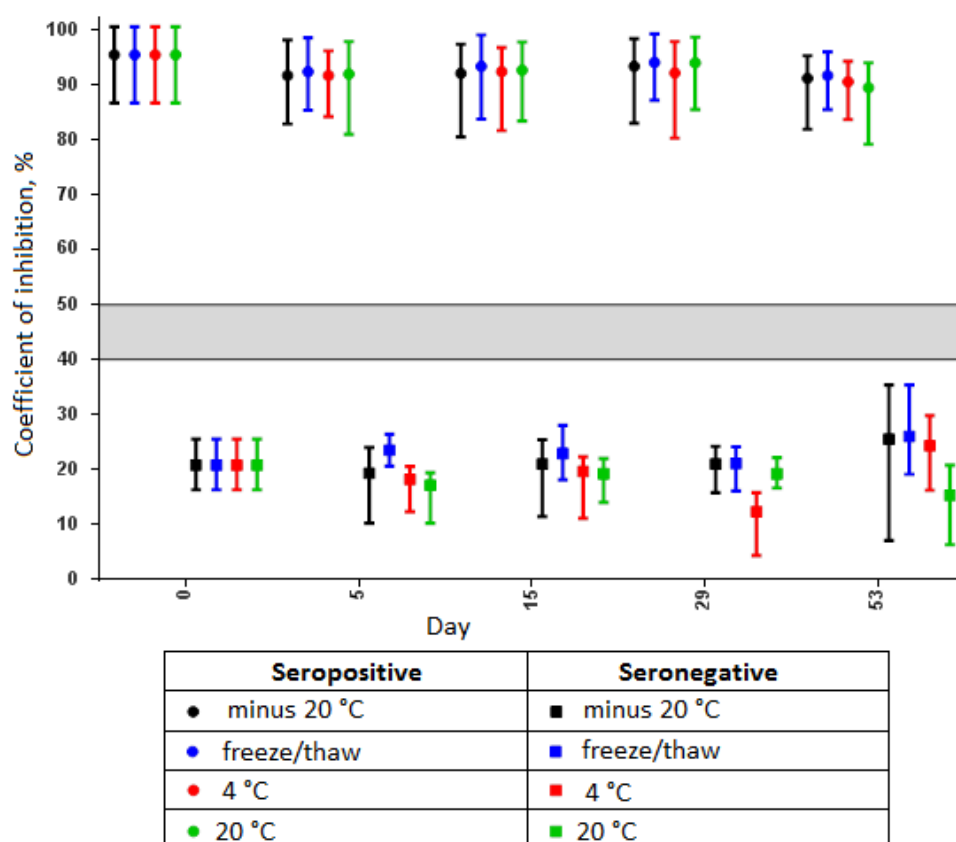 100
90
80
70
60
50
40
30
20
10
0
Coefficient of inhibition, %
0 5 15 29 53
Day
Seropositive Seronegative
minus 20 °C minus 20 °C
freeze/thaw freeze/thaw
4 °C 4 °C
20 °C 20 °C